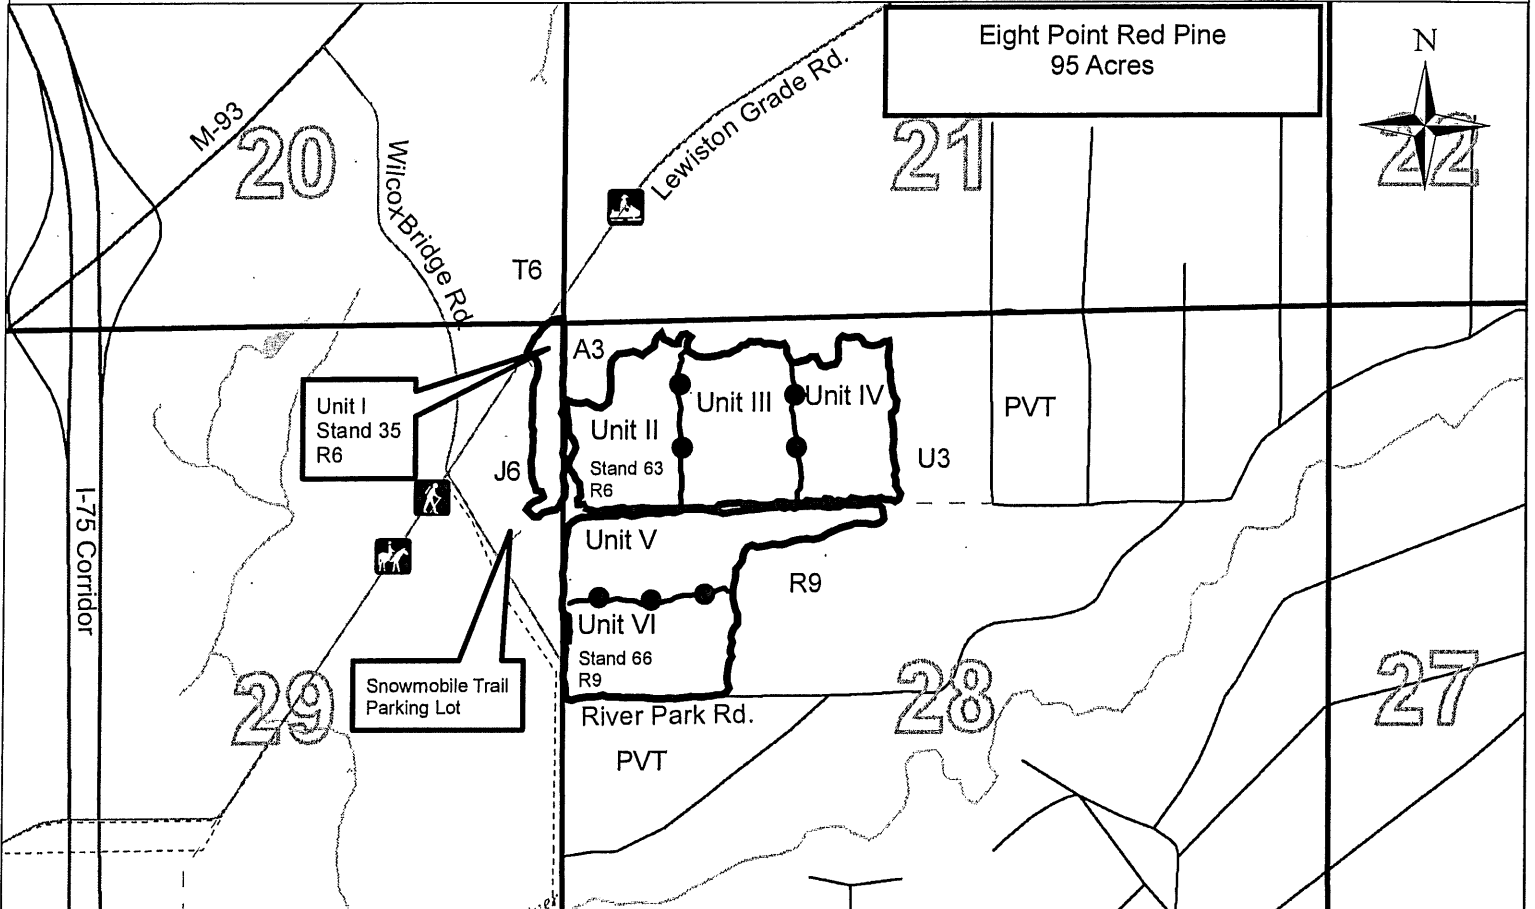 Eight Point Red Pine
95 Acres
N
M-93
20
21
22
Lewiston Grade Rd.
Wilcox Bridge Rd.
T6
A3
Unit I
Stand 35
R6
Unit III
Unit IV
PVT
Unit II
U3
J6
Stand 63
R6
I-75 Corridor
Unit V
R9
Unit VI
Stand 66
R9
Snowmobile Trail
Parking Lot
29
28
27
River Park Rd.
PVT